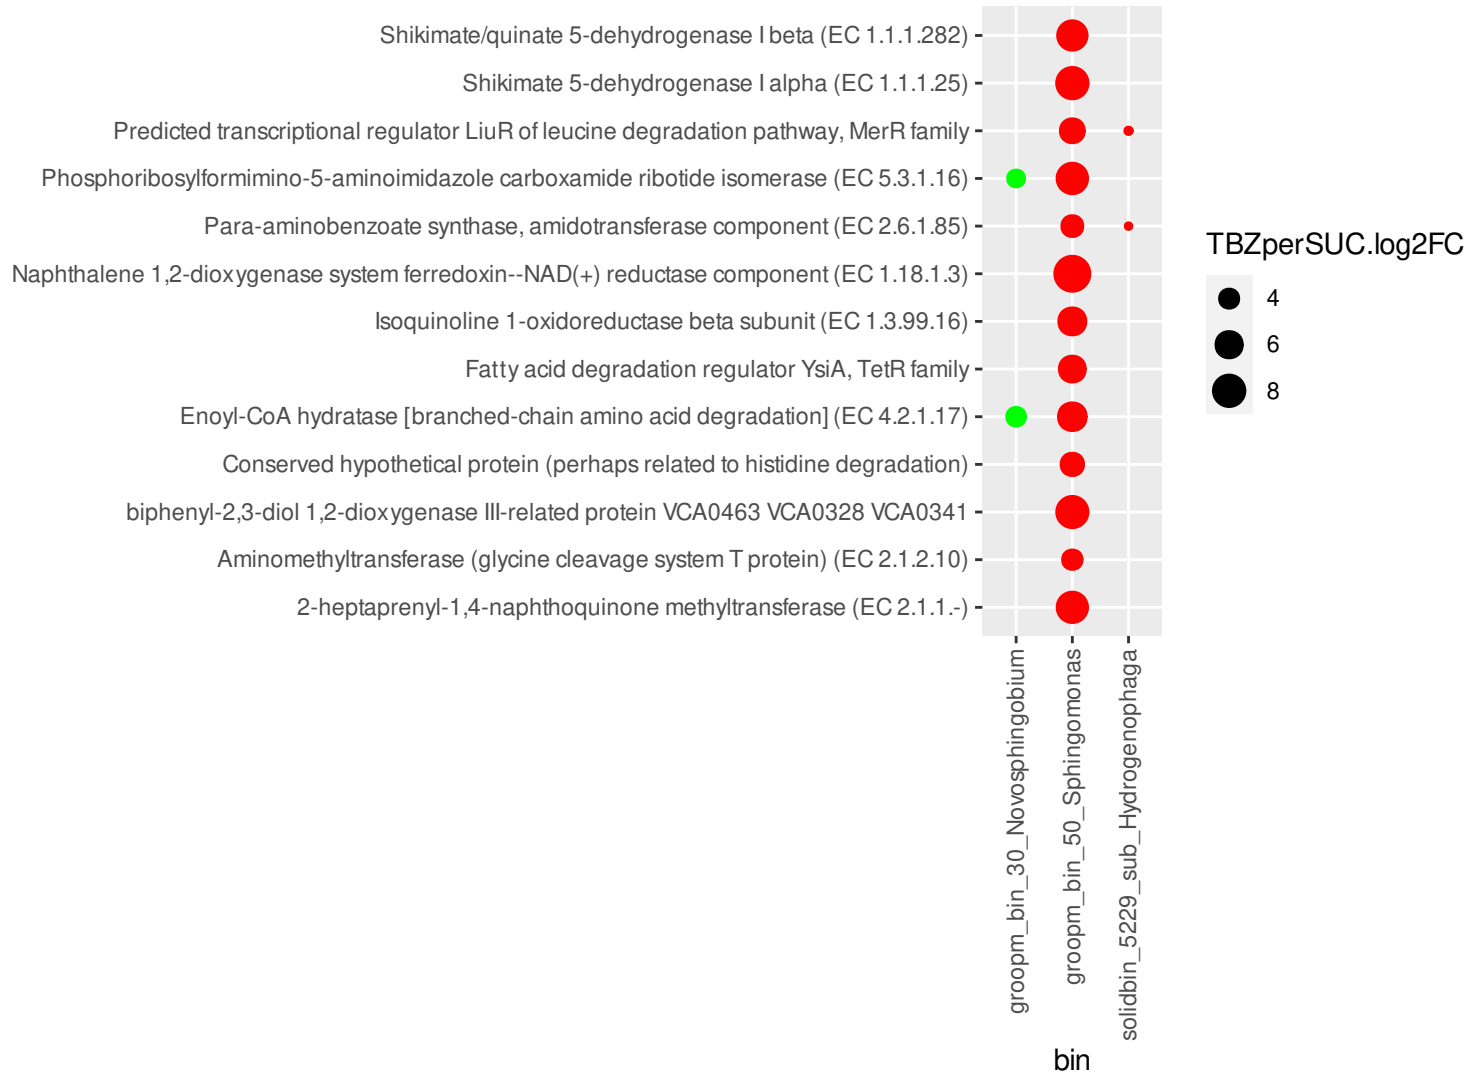 Shikimate/quinate 5-dehydrogenase I beta (EC 1.1.1.282)
Shikimate 5-dehydrogenase I alpha (EC 1.1.1.25)
Predicted transcriptional regulator LiuR of leucine degradation pathway, MerR family
Phosphoribosylformimino-5-aminoimidazole carboxamide ribotide isomerase (EC 5.3.1.16)
Para-aminobenzoate synthase, amidotransferase component (EC 2.6.1.85)
Naphthalene 1,2-dioxygenase system ferredoxin--NAD(+) reductase component (EC 1.18.1.3)
Isoquinoline 1-oxidoreductase beta subunit (EC 1.3.99.16)
Fatty acid degradation regulator YsiA, TetR family
Enoyl-CoA hydratase [branched-chain amino acid degradation] (EC 4.2.1.17)
Conserved hypothetical protein (perhaps related to histidine degradation)
biphenyl-2,3-diol 1,2-dioxygenase III-related protein VCA0463 VCA0328 VCA0341
Aminomethyltransferase (glycine cleavage system T protein) (EC 2.1.2.10)
2-heptaprenyl-1,4-naphthoquinone methyltransferase (EC 2.1.1.-)
groopm_bin_30_Novosphingobium
groopm_bin_50_Sphingomonas
solidbin_5229_sub_Hydrogenophaga
bin
TBZperSUC.log2FC
4
6
8